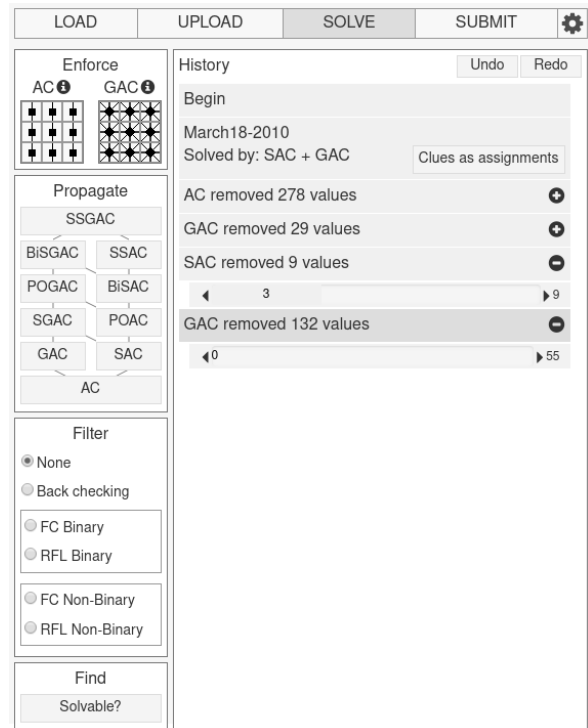 LOAD UPLOAD SOLVE SUBMIT
Enforce
AC GAC
Propagate
SSGAC
BiSGAC SSAC
POGAC BiSAC
SGAC POAC
GAC SAC
AC
Filter
None
Back checking
FC Binary
RFL Binary
FC Non-Binary
RFL Non-Binary
Find
Solvable?
History Undo Redo
Begin
March18-2010
Solved by: SAC + GAC Clues as assignments
AC removed 278 values
GAC removed 29 values
SAC removed 9 values
3 9
GAC removed 132 values
0 55